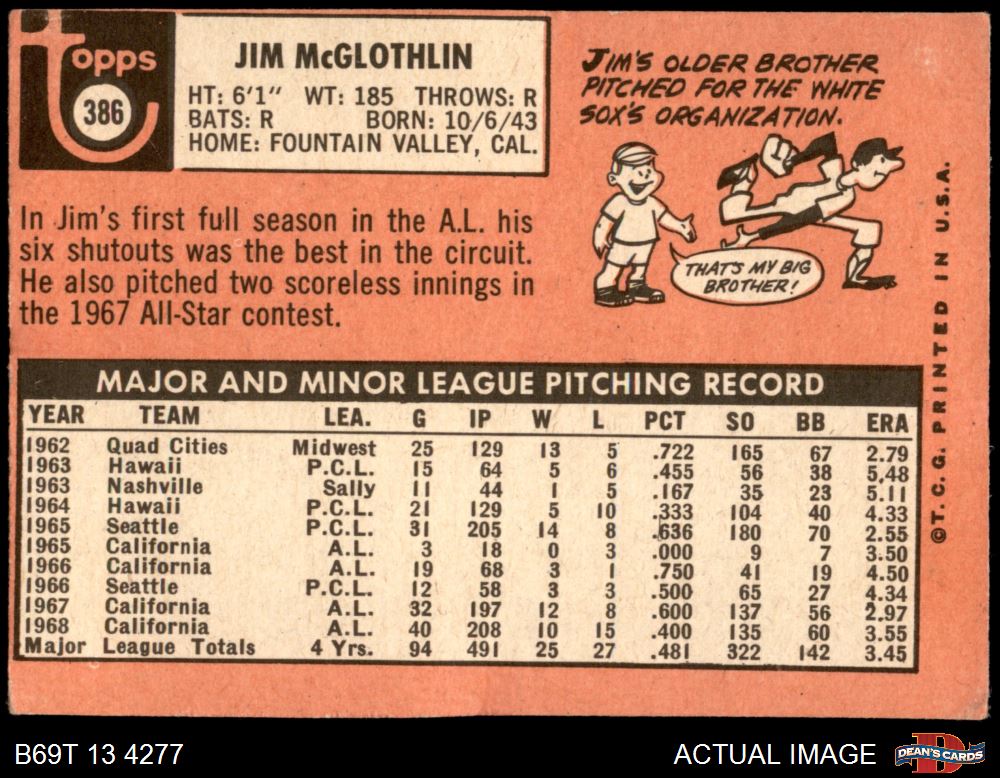 topps
386
JIM McGLOTHLIN
HT: 6'1" WT: 185 THROWS: R
BATS: R BORN: 10/6/43
HOME: FOUNTAIN VALLEY, CAL.
JIM'S OLDER BROTHER
PITCHED FOR THE WHITE
SOX'S ORGANIZATION.
THAT'S MY BIG
BROTHER!
In Jim's first full season in the A.L. his
six shutouts was the best in the circuit.
He also pitched two scoreless innings in
the 1967 All-Star contest.
©T. C. G. PRINTED IN U.S.A.
MAJOR AND MINOR LEAGUE PITCHING RECORD
YEAR TEAM LEA. G IP W L PCT SO BB ERA
1962 Quad Cities Midwest 25 129 13 5 .722 165 67 2.79
1963 Hawaii P.C.L. 15 64 5 6 .455 56 38 5.48
1963 Nashville Sally 11 44 1 5 .167 35 23 5.11
1964 Hawaii P.C.L. 21 129 5 10 .333 104 40 4.33
1965 Seattle P.C.L. 31 205 14 8 .636 180 70 2.55
1965 California A.L. 3 18 0 3 .000 9 7 3.50
1966 California A.L. 19 68 3 1 .750 41 19 4.50
1966 Seattle P.C.L. 12 58 3 3 .500 65 27 4.34
1967 California A.L. 32 197 12 8 .600 137 56 2.97
1968 California A.L. 40 208 10 15 .400 135 60 3.55
Major League Totals 4 Yrs. 94 491 25 27 .481 322 142 3.45
B69T 13 4277
ACTUAL IMAGE
DEAN'S CARDS